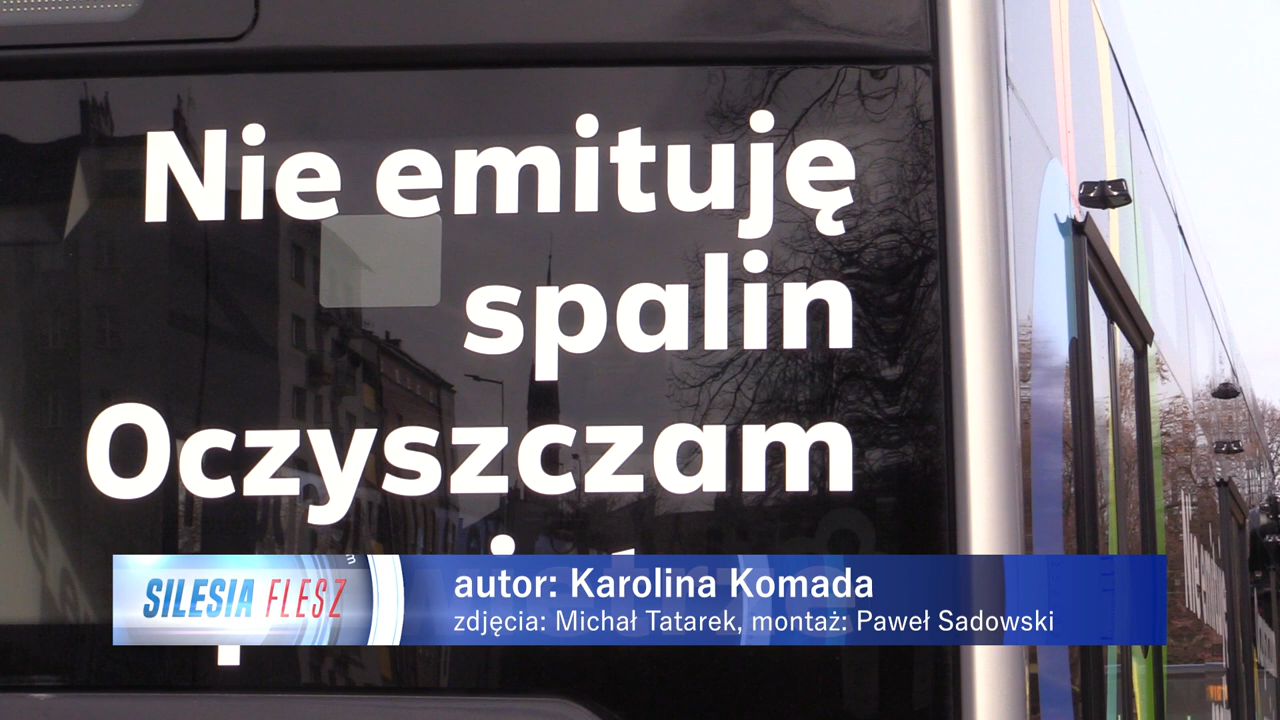 Nie emituję
spalin
Oczyszczam
SILESIA FLESZ
autor: Karolina Komada
zdjęcia: Michał Tatarek, montaż: Paweł Sadowski